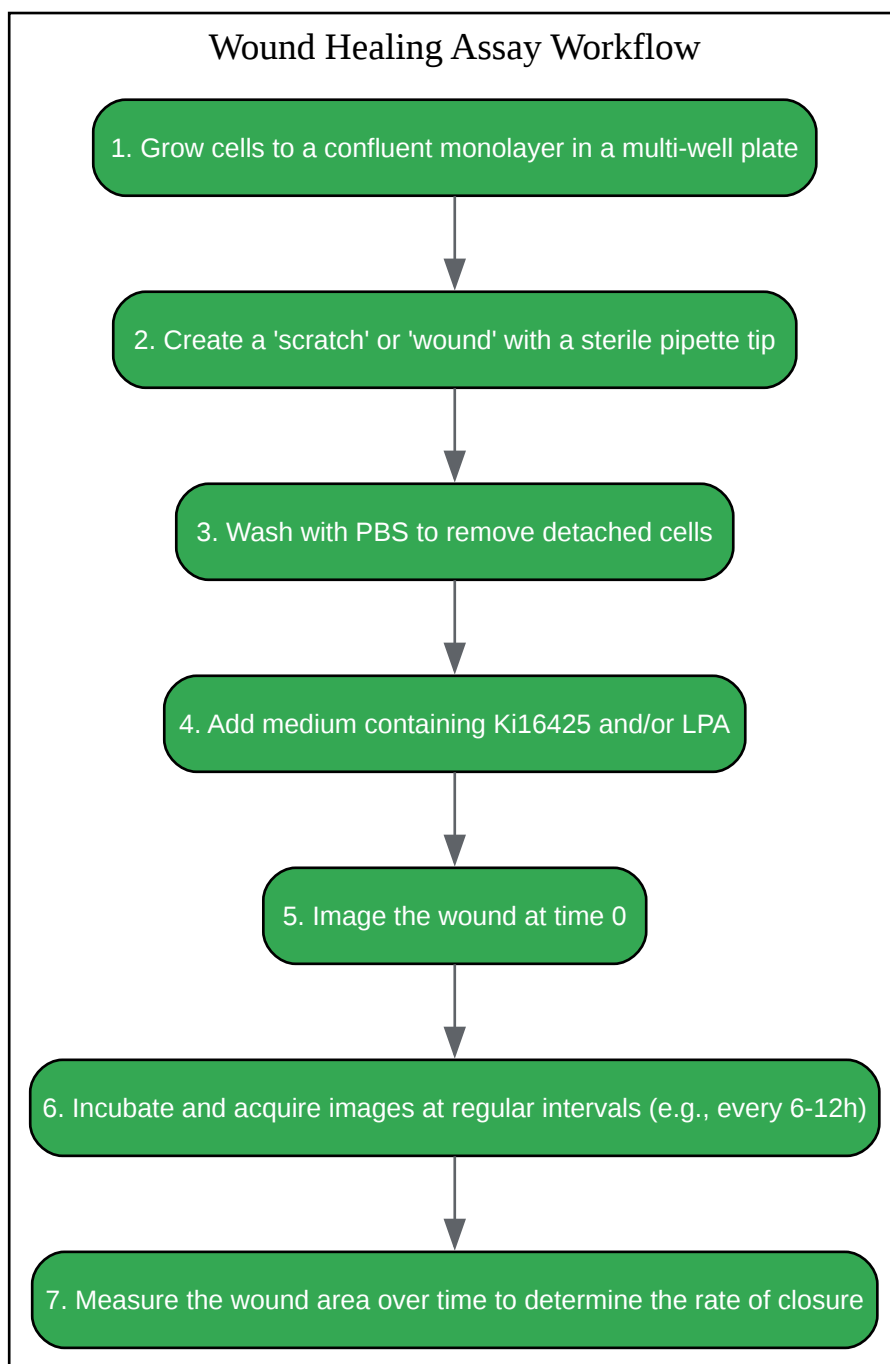 Wound Healing Assay Workflow
1. Grow cells to a confluent monolayer in a multi-well plate
2. Create a 'scratch' or 'wound' with a sterile pipette tip
3. Wash with PBS to remove detached cells
4. Add medium containing Ki16425 and/or LPA
5. Image the wound at time 0
6. Incubate and acquire images at regular intervals (e.g., every 6-12h)
7. Measure the wound area over time to determine the rate of closure